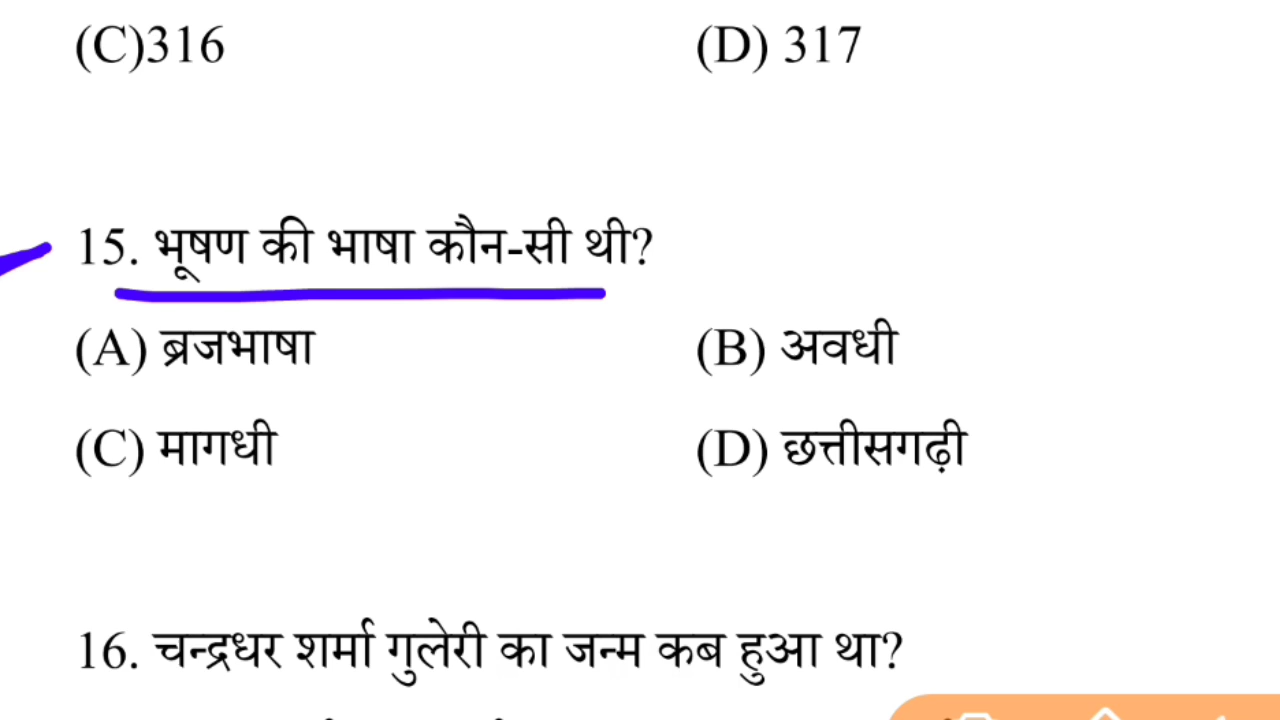 (C)316 (D) 317
15. भूषण की भाषा कौन-सी थी?
(A) ब्रजभाषा (B) अवधी
(C) मागधी (D) छत्तीसगढ़ी
16. चन्द्रधर शर्मा गुलेरी का जन्म कब हुआ था?